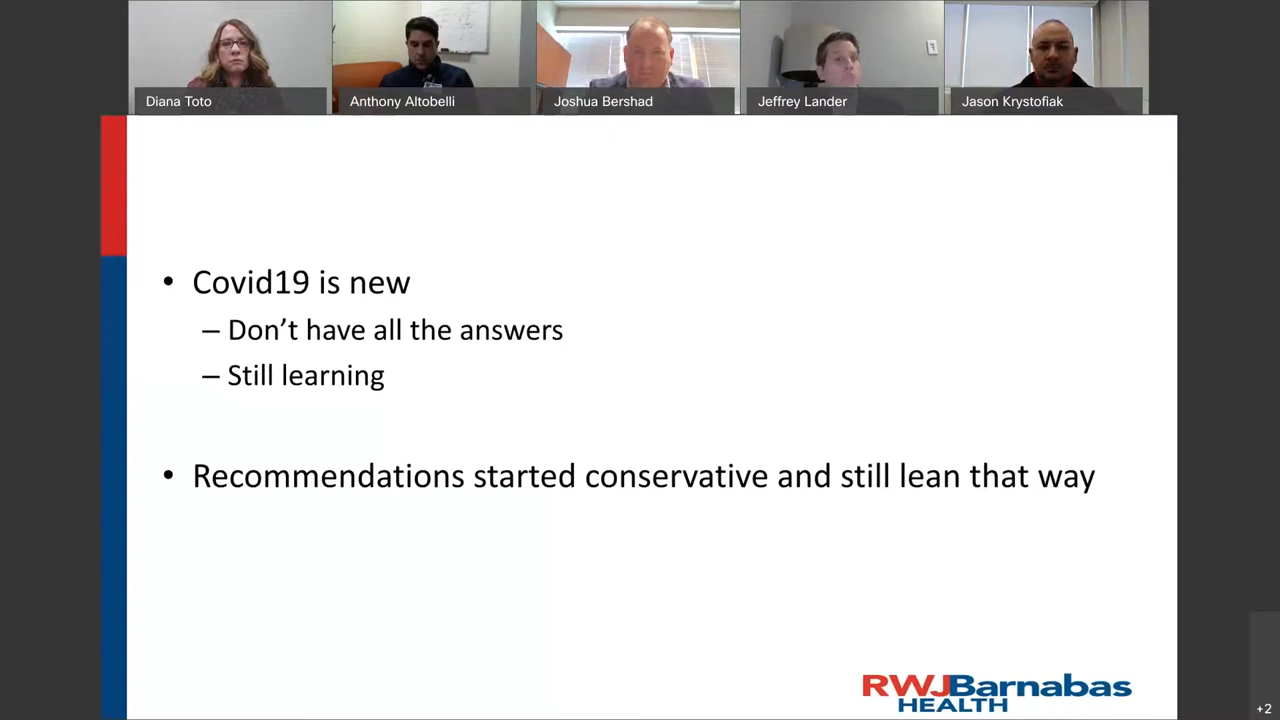 Diana Toto
Anthony Altobelli
Joshua Bershad
Jeffrey Lander
Jason Krystofiak
• Covid19 is new
– Don’t have all the answers
– Still learning
• Recommendations started conservative and still lean that way
RWJBarnabas
HEALTH
+2